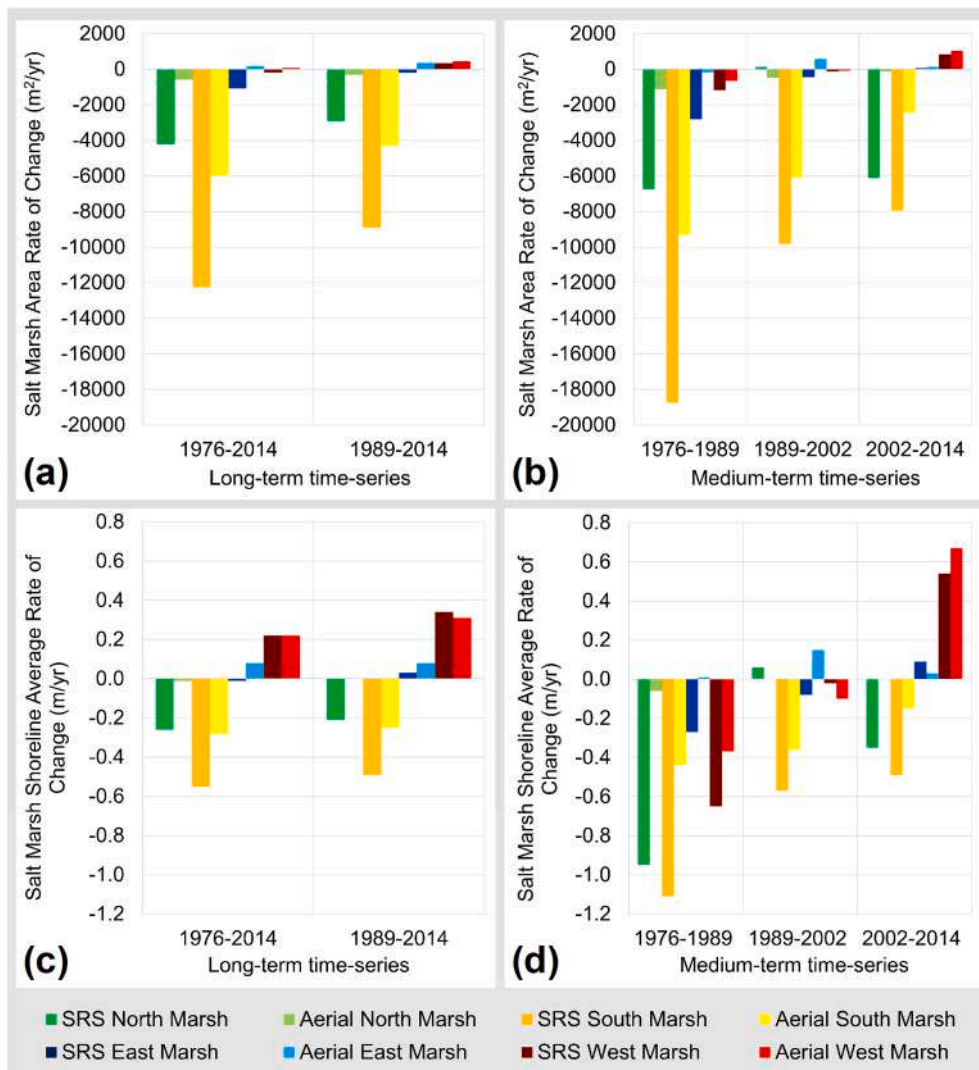 Salt Marsh Area Rate of Change (m²/yr)
2000
0
-2000
-4000
-6000
-8000
-10000
-12000
-14000
-16000
-18000
-20000
1976-2014
1989-2014
(a)
Long-term time-series
Salt Marsh Area Rate of Change (m²/yr)
2000
0
-2000
-4000
-6000
-8000
-10000
-12000
-14000
-16000
-18000
-20000
1976-1989
1989-2002
2002-2014
(b)
Medium-term time-series
Salt Marsh Shoreline Average Rate of
Change (m/yr)
0.8
0.6
0.4
0.2
0.0
-0.2
-0.4
-0.6
-0.8
-1.0
-1.2
1976-2014
1989-2014
(c)
Long-term time-series
Salt Marsh Shoreline Average Rate of
Change (m/yr)
0.8
0.6
0.4
0.2
0.0
-0.2
-0.4
-0.6
-0.8
-1.0
-1.2
1976-1989
1989-2002
2002-2014
(d)
Medium-term time-series
SRS North Marsh
Aerial North Marsh
SRS South Marsh
Aerial South Marsh
SRS East Marsh
Aerial East Marsh
SRS West Marsh
Aerial West Marsh